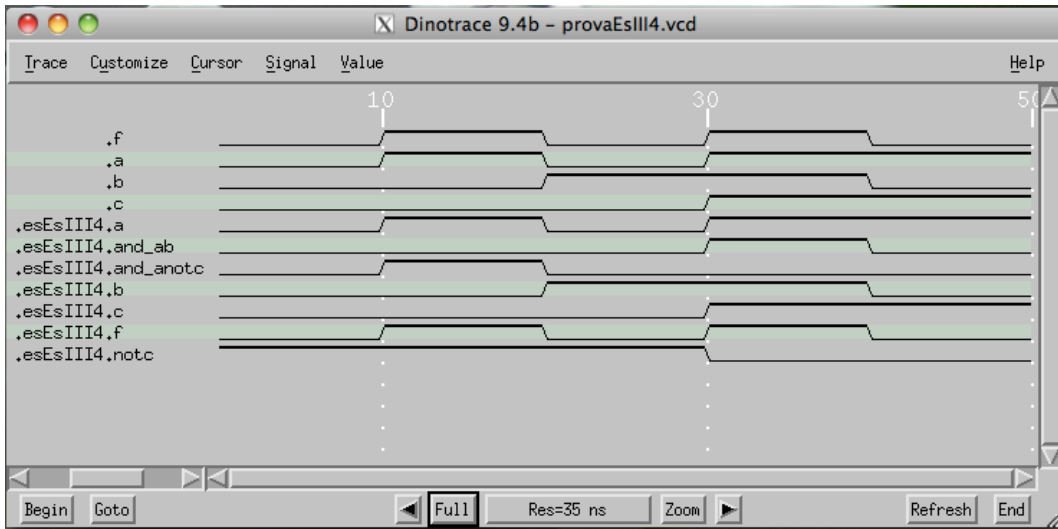 Dinotrace 9.4b – provaEsIII4.vcd
Trace Customize Cursor Signal Value Help
10 30 50
.f
.a
.b
.c
.esEsIII4.a
.esEsIII4.and_ab
.esEsIII4.and_anotc
.esEsIII4.b
.esEsIII4.c
.esEsIII4.f
.esEsIII4.notc
Begin Goto Full Res=35 ns Zoom Refresh End